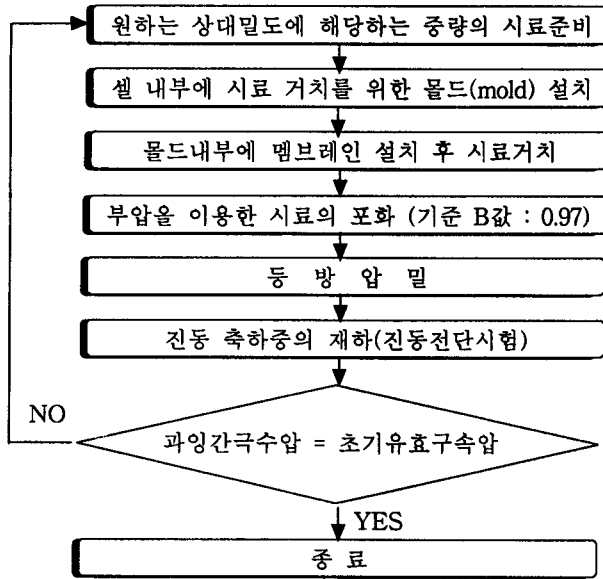 원하는 상대밀도에 해당하는 중량의 시료준비
셀 내부에 시료 거치를 위한 몰드(mold) 설치
몰드내부에 멤브레인 설치 후 시료거치
부압을 이용한 시료의 포화 (기준 B값 : 0.97)
등 방 압 밀
진동 축하중의 재하(진동전단시험)
NO
과잉간극수압 = 초기유효구속압
YES
종 료